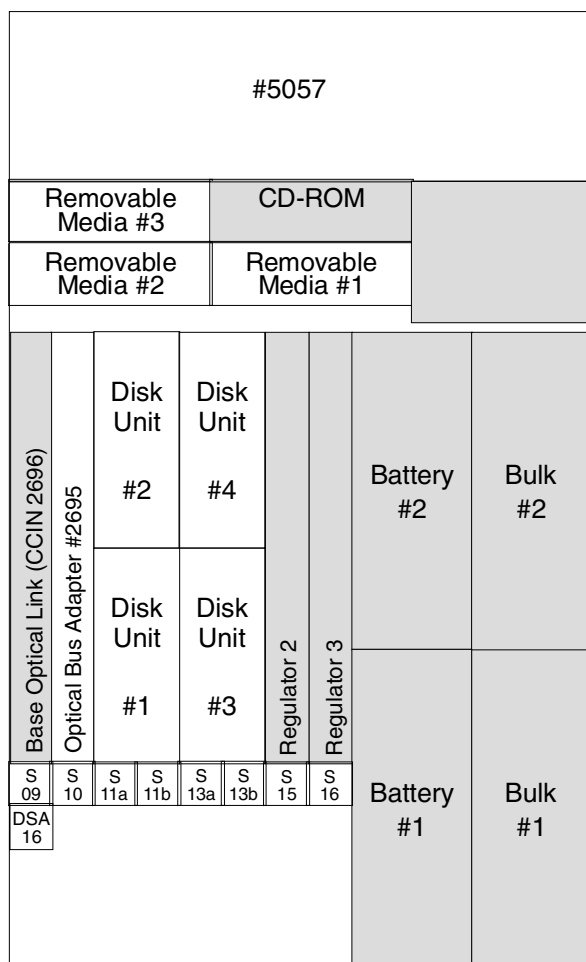 #5057
Removable
Media #3
CD-ROM
Removable
Media #2
Removable
Media #1
Base Optical Link (CCIN 2696)
Optical Bus Adapter #2695
Disk
Unit
#2
Disk
Unit
#4
Disk
Unit
#1
Disk
Unit
#3
Regulator 2
Regulator 3
Battery
#2
Bulk
#2
Battery
#1
Bulk
#1
S
09
S
10
S
11a
S
11b
S
13a
S
13b
S
15
S
16
DSA
16